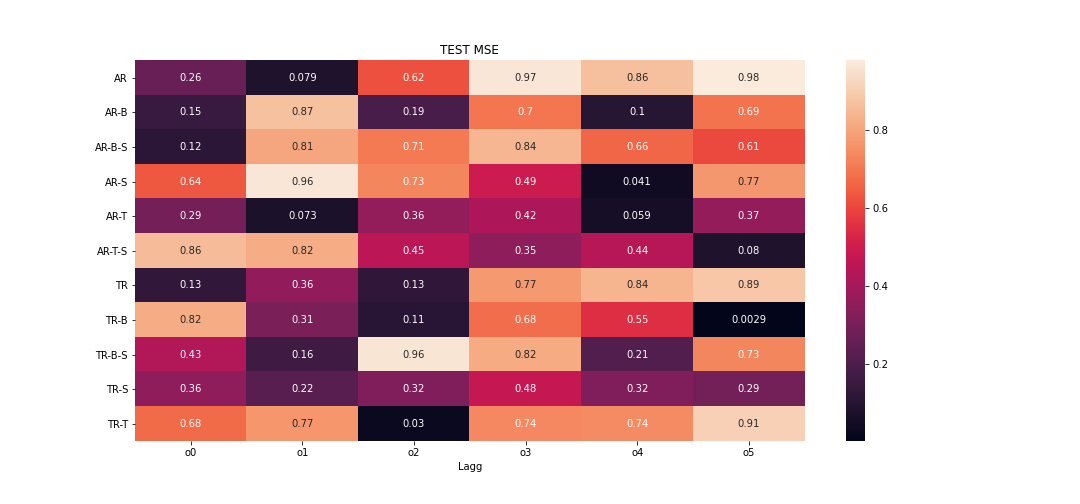 TEST MSE
AR 0.26 0.079 0.62 0.97 0.86 0.98
AR-B 0.15 0.87 0.19 0.7 0.1 0.69
AR-B-S 0.12 0.81 0.71 0.84 0.66 0.61
AR-S 0.64 0.96 0.73 0.49 0.041 0.77
AR-T 0.29 0.073 0.36 0.42 0.059 0.37
AR-T-S 0.86 0.82 0.45 0.35 0.44 0.08
TR 0.13 0.36 0.13 0.77 0.84 0.89
TR-B 0.82 0.31 0.11 0.68 0.55 0.0029
TR-B-S 0.43 0.16 0.96 0.82 0.21 0.73
TR-S 0.36 0.22 0.32 0.48 0.32 0.29
TR-T 0.68 0.77 0.03 0.74 0.74 0.91
o0 o1 o2 o3 o4 o5
Lagg
0.8
0.6
0.4
0.2